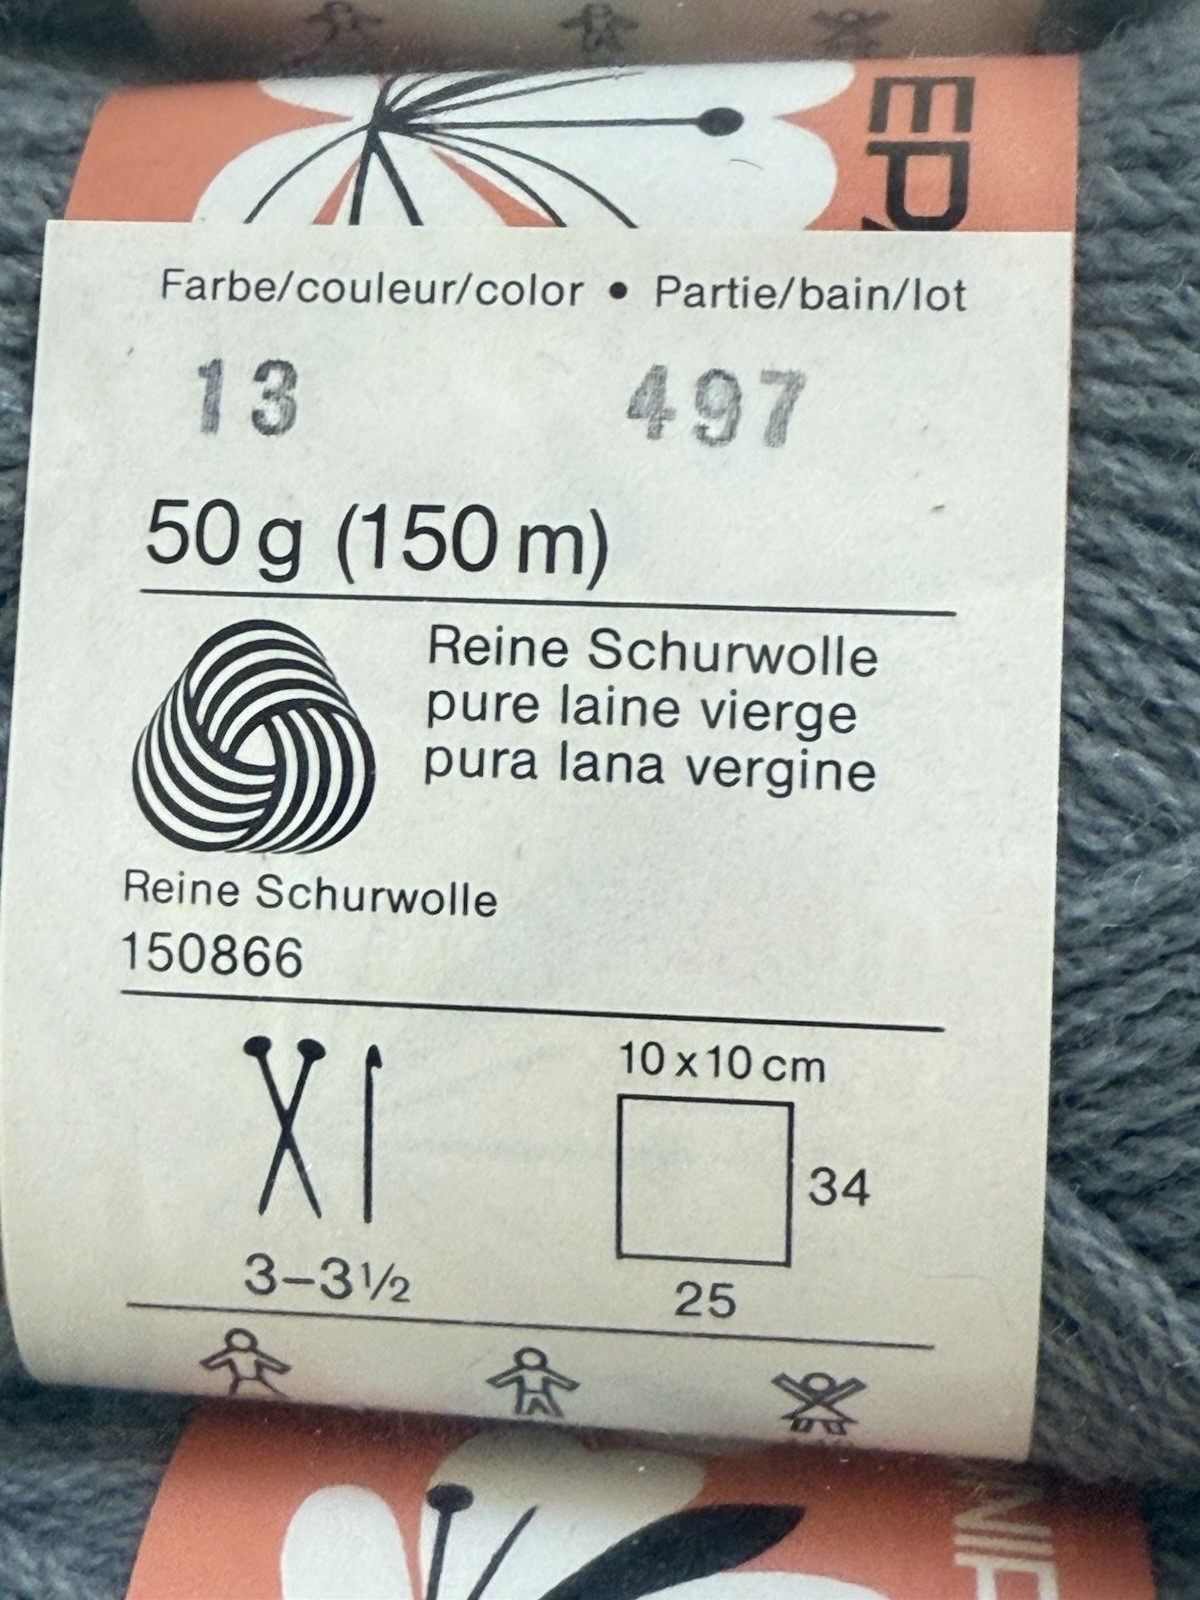 Farbe/couleur/color • Partie/bain/lot
13 497
50 g (150 m)
Reine Schurwolle
pure laine vierge
pura lana vergine
Reine Schurwolle
150866
10 x 10 cm
34
3–3½
25